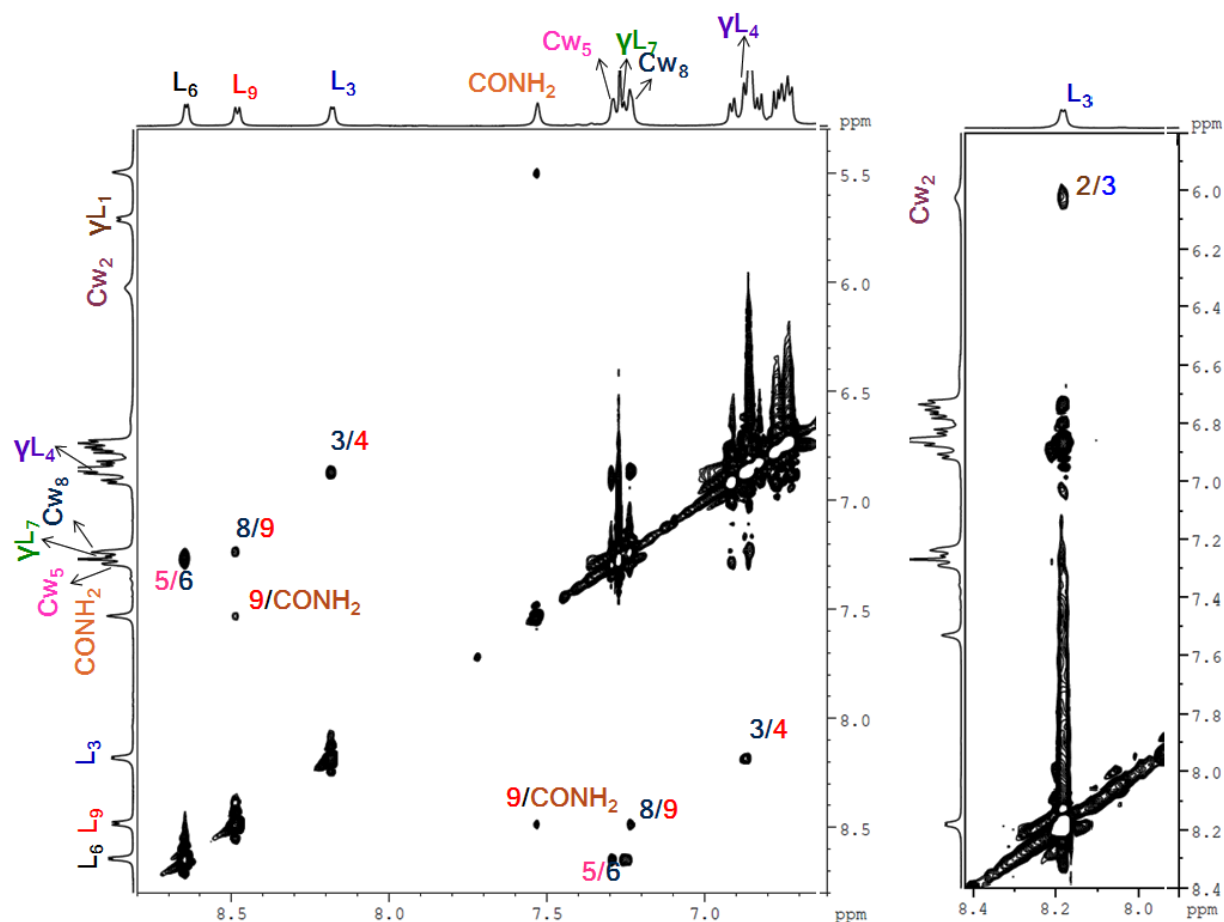 γL4
Cw5
γL7
Cw8
L6
L9
L3
CONH2
L3
ppm
ppm
5.5
6.0
6.5
7.0
7.5
8.0
8.5
γL1
Cw2
γL4
Cw8
γL7
Cw5
CONH2
L3
L9
L6
3/4
8/9
5/6
9/CONH2
3/4
9/CONH2
8/9
5/6
8.5
8.0
7.5
7.0
ppm
Cw2
2/3
6.0
6.2
6.4
6.6
6.8
7.0
7.2
7.4
7.6
7.8
8.0
8.2
8.4
8.4
8.2
8.0
ppm